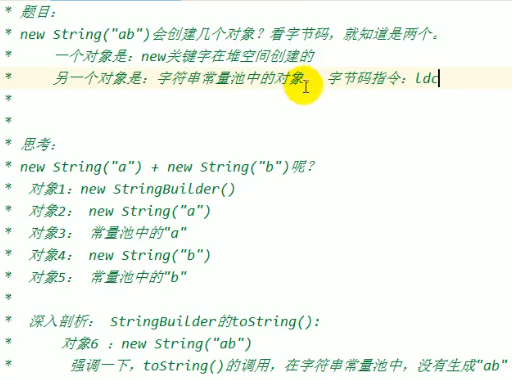 * 题目：
* new String("ab")会创建几个对象？看字节码，就知道是两个。
*     一个对象是：new关键字在堆空间创建的
*     另一个对象是：字符串常量池中的对象。 字节码指令：ldc
*
*
* 思考：
* new String("a") + new String("b")呢？
*  对象1：new StringBuilder()
*  对象2： new String("a")
*  对象3： 常量池中的"a"
*  对象4： new String("b")
*  对象5： 常量池中的"b"
*
*  深入剖析： StringBuilder的toString():
*      对象6 ：new String("ab")
*       强调一下，toString()的调用，在字符串常量池中，没有生成"ab"